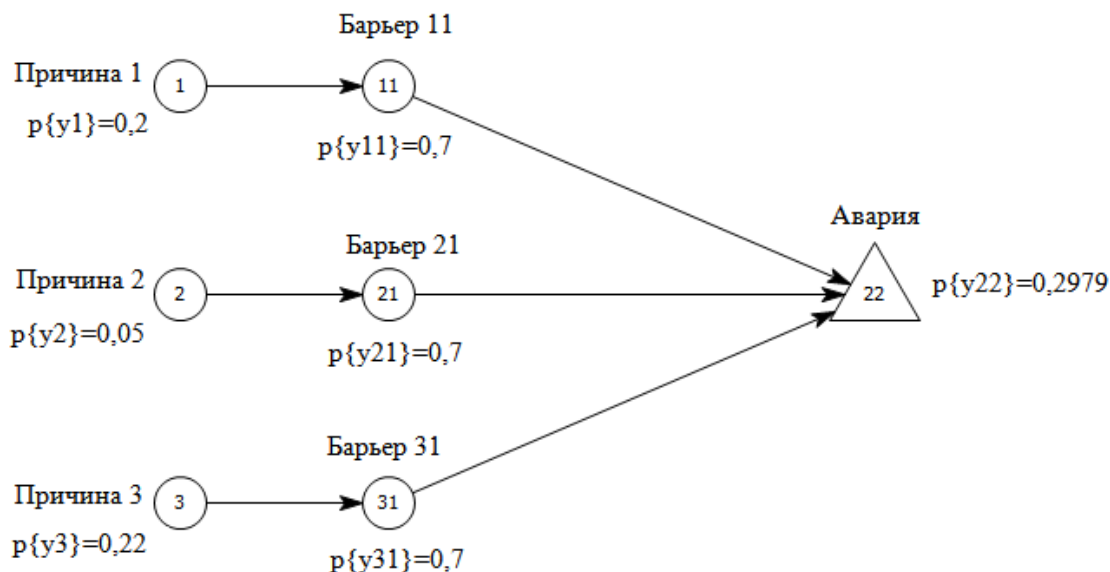 Барьер 11
Причина 1
1
11
p{y1}=0,2
p{y11}=0,7
Авария
Барьер 21
Причина 2
2
21
22
p{y22}=0,2979
p{y2}=0,05
p{y21}=0,7
Барьер 31
Причина 3
3
31
p{y3}=0,22
p{y31}=0,7